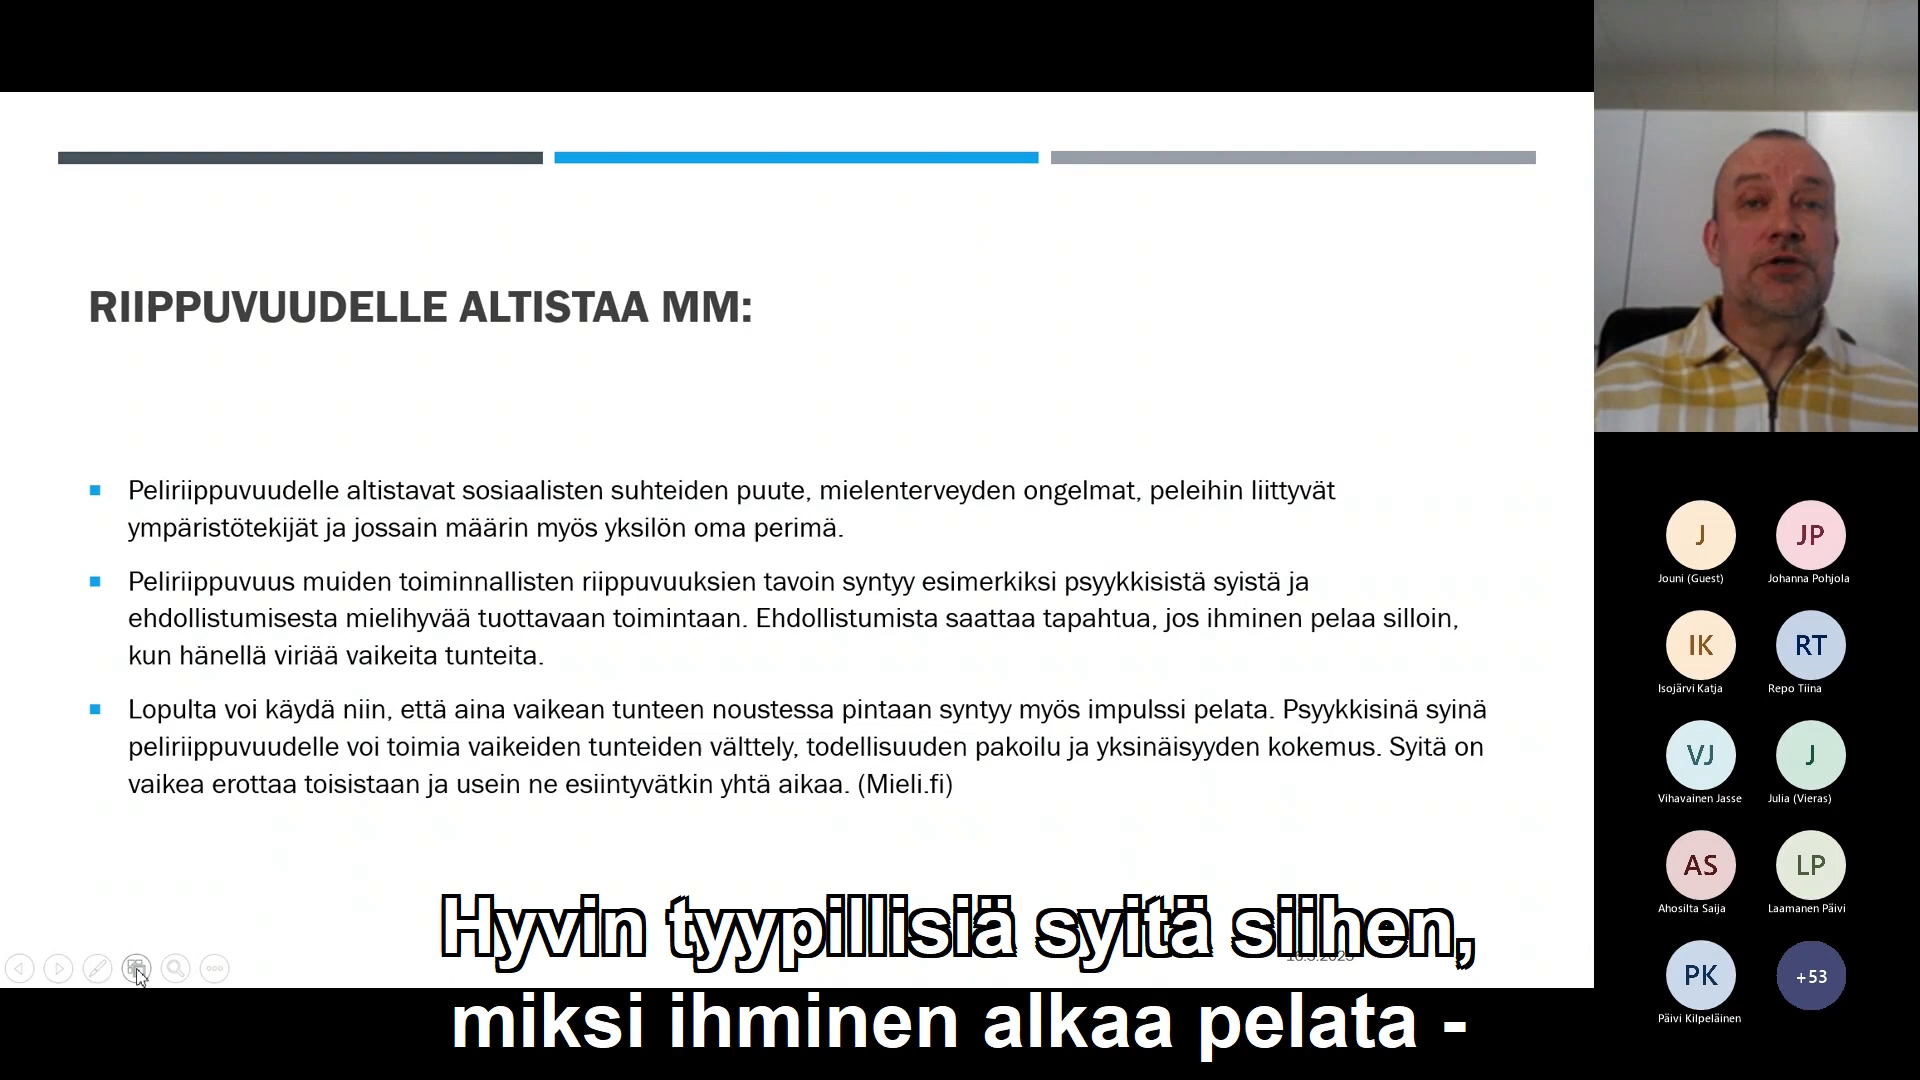 RIIPPUVUUDELLE ALTISTAA MM:
Peliriippuvuudelle altistavat sosiaalisten suhteiden puute, mielenterveyden ongelmat, peleihin liittyvät
ympäristötekijät ja jossain määrin myös yksilön oma perimä.
Peliriippuvuus muiden toiminnallisten riippuvuuksien tavoin syntyy esimerkiksi psyykkisistä syistä ja
ehdollistumisesta mielihyvää tuottavaan toimintaan. Ehdollistumista saattaa tapahtua, jos ihminen pelaa silloin,
kun hänellä viriää vaikeita tunteita.
Lopulta voi käydä niin, että aina vaikean tunteen noustessa pintaan syntyy myös impulssi pelata. Psyykkisinä syinä
peliriippuvuudelle voi toimia vaikeiden tunteiden välttely, todellisuuden pakoilu ja yksinäisyyden kokemus. Syitä on
vaikea erottaa toisistaan ja usein ne esiintyvätkin yhtä aikaa. (Mieli.fi)
Hyvin tyypillisiä syitä siihen,
miksi ihminen alkaa pelata -
J
Jouni (Guest)
JP
Johanna Pohjola
IK
Isojärvi Katja
RT
Repo Tiina
VJ
Vihavainen Jasse
J
Julia (Vieras)
AS
Ahosilta Saija
LP
Laamanen Päivi
PK
Päivi Kilpeläinen
+53